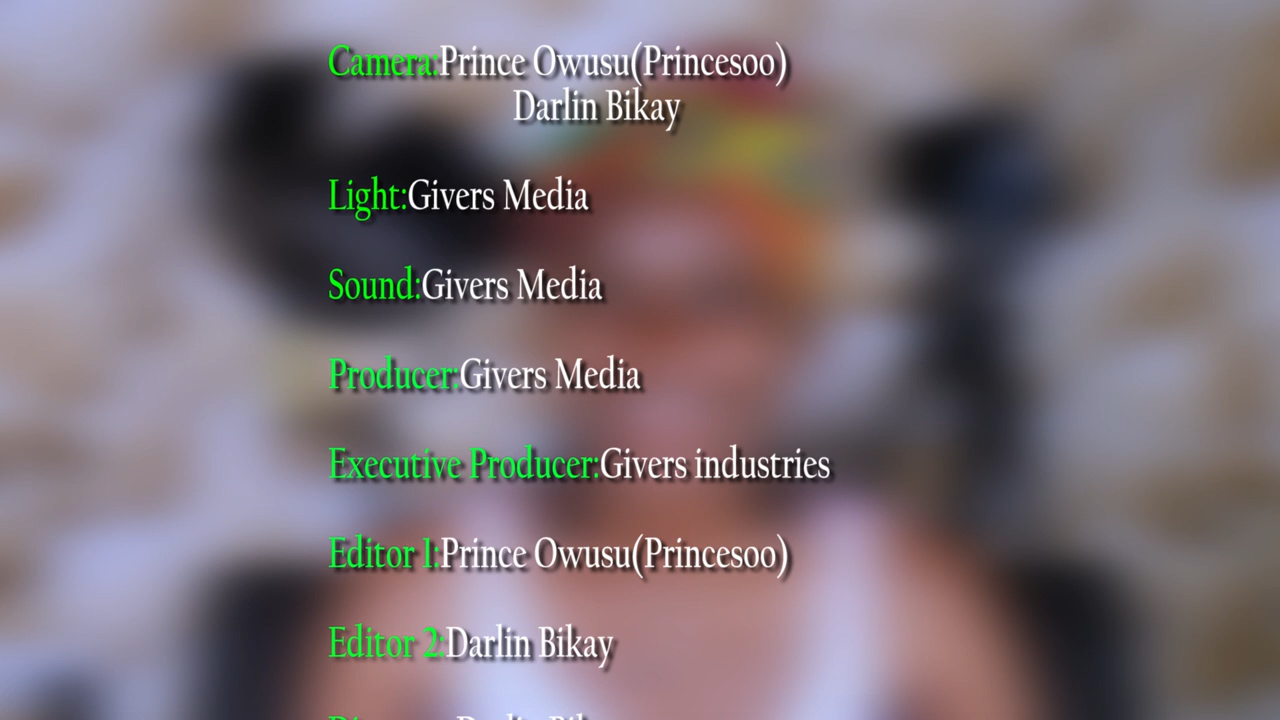 Camera:Prince Owusu(Princesoo)
Darlin Bikay
Light:Givers Media
Sound:Givers Media
Producer:Givers Media
Executive Producer:Givers industries
Editor 1:Prince Owusu(Princesoo)
Editor 2:Darlin Bikay